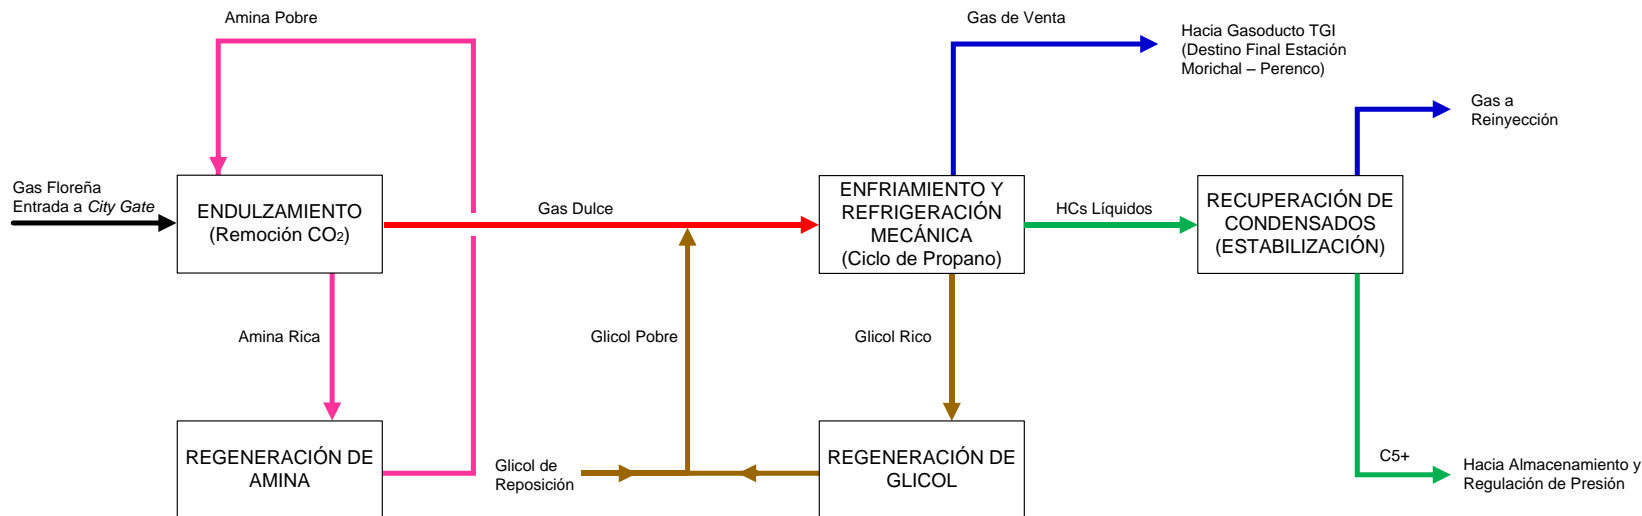 Amina Pobre
Gas de Venta
Hacia Gasoducto TGI
(Destino Final Estación
Morichal – Perenco)
Gas a
Reinyección
Gas Floreña
Entrada a City Gate
ENDULZAMIENTO
(Remoción CO2)
Gas Dulce
ENFRIAMIENTO Y
REFRIGERACIÓN
MECÁNICA
(Ciclo de Propano)
HCs Líquidos
RECUPERACIÓN DE
CONDENSADOS
(ESTABILIZACIÓN)
Amina Rica
Glicol Pobre
Glicol Rico
REGENERACIÓN DE
AMINA
Glicol de
Reposición
REGENERACIÓN DE
GLICOL
C5+
Hacia Almacenamiento y
Regulación de Presión